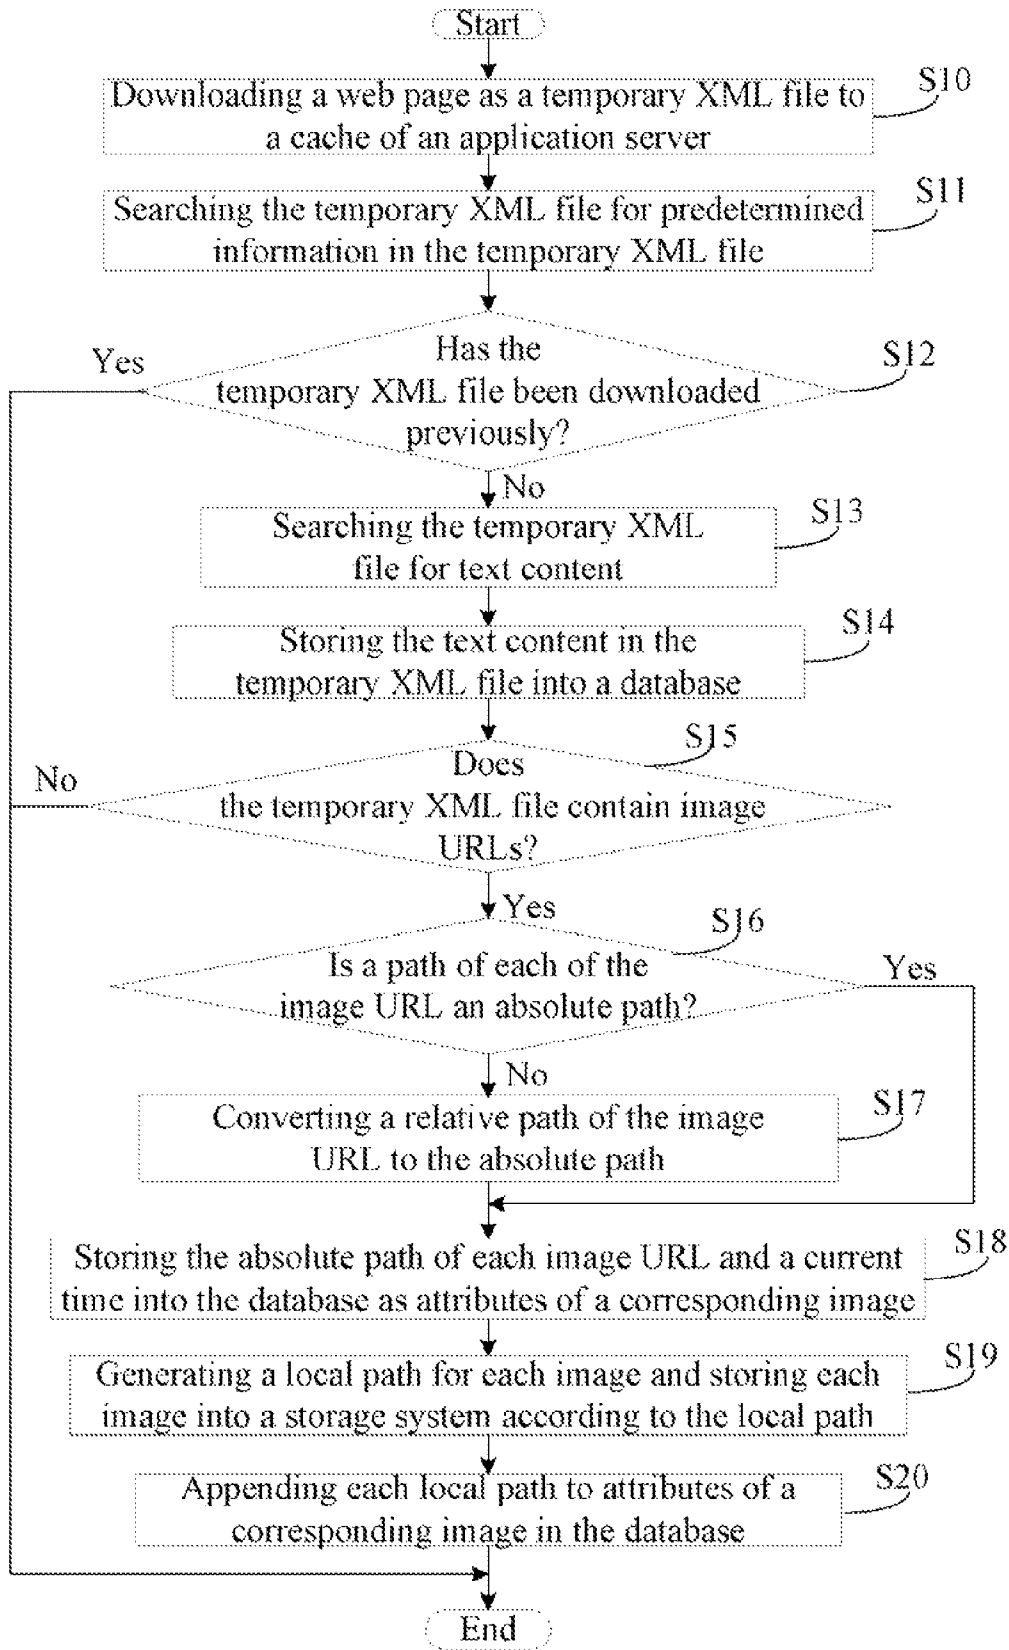 Start
S10
Downloading a web page as a temporary XML file to
a cache of an application server
S11
Searching the temporary XML file for predetermined
information in the temporary XML file
Yes
S12
Has the
temporary XML file been downloaded
previously?
No
S13
Searching the temporary XML
file for text content
S14
Storing the text content in the
temporary XML file into a database
S15
No
Does
the temporary XML file contain image
URLs?
Yes
S16
Is a path of each of the
image URL an absolute path?
Yes
No
S17
Converting a relative path of the image
URL to the absolute path
S18
Storing the absolute path of each image URL and a current
time into the database as attributes of a corresponding image
S19
Generating a local path for each image and storing each
image into a storage system according to the local path
S20
Appending each local path to attributes of a
corresponding image in the database
End